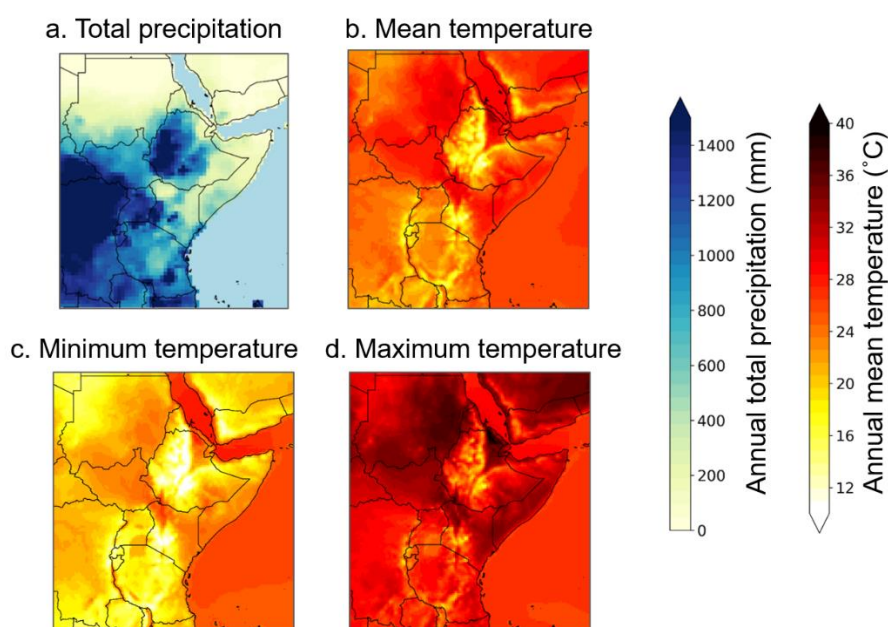 a. Total precipitation
b. Mean temperature
c. Minimum temperature
d. Maximum temperature
1400
1200
1000
800
600
400
200
0
Annual total precipitation (mm)
40
36
32
28
24
20
16
12
Annual mean temperature (˚C)